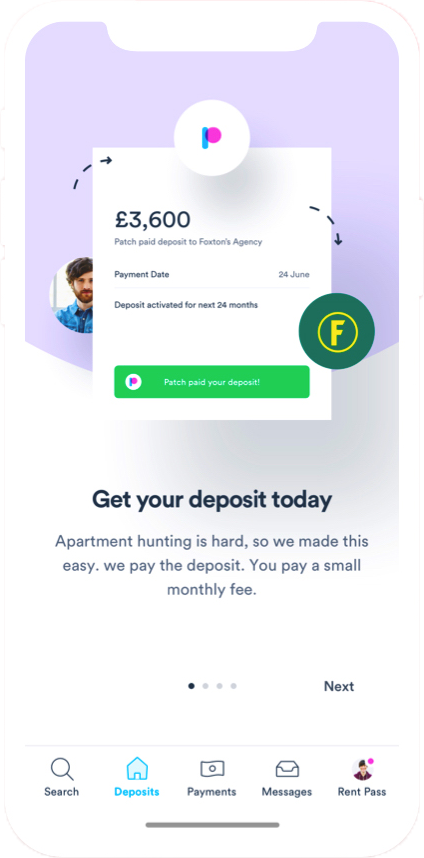 £3,600
Patch paid deposit to Foxton's Agency
Payment Date 24 June
Deposit activated for next 24 months
F
Patch paid your deposit!
Get your deposit today
Apartment hunting is hard, so we made this
easy. we pay the deposit. You pay a small
monthly fee.
Next
Search Deposits Payments Messages Rent Pass